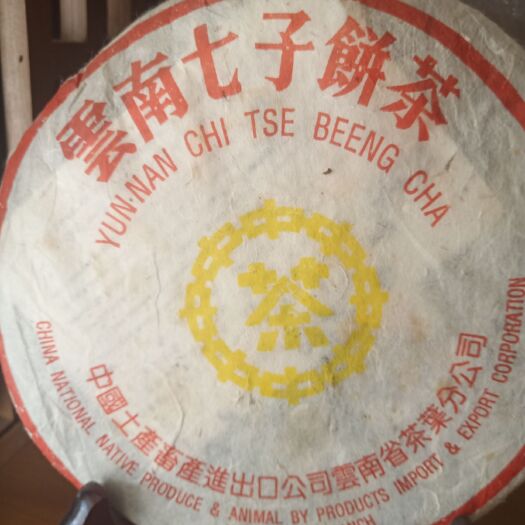 雲南七子餅茶
YUN·NAN CHI TSE BEENG CHA
茶
中國土產畜產進出口公司雲南省茶葉分公司
CHINA NATIONAL NATIVE PRODUCE & ANIMAL BY PRODUCTS IMPORT & EXPORT CORPORATION